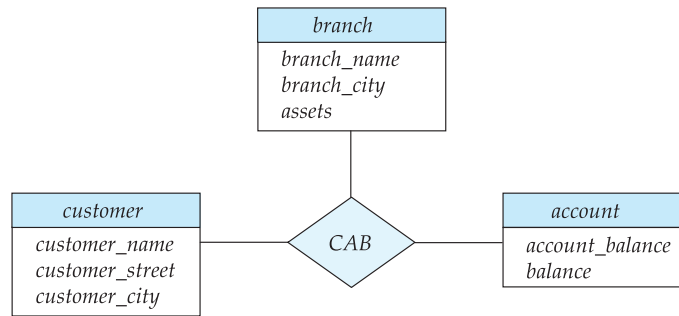 branch
branch_name
branch_city
assets
customer
customer_name
customer_street
customer_city
CAB
account
account_balance
balance